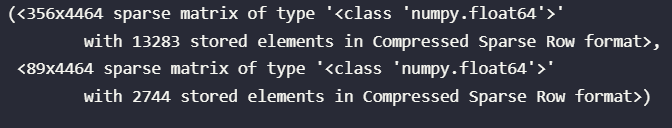 (<356x4464 sparse matrix of type '<class 'numpy.float64'>'
with 13283 stored elements in Compressed Sparse Row format>,
<89x4464 sparse matrix of type '<class 'numpy.float64'>'
with 2744 stored elements in Compressed Sparse Row format>)